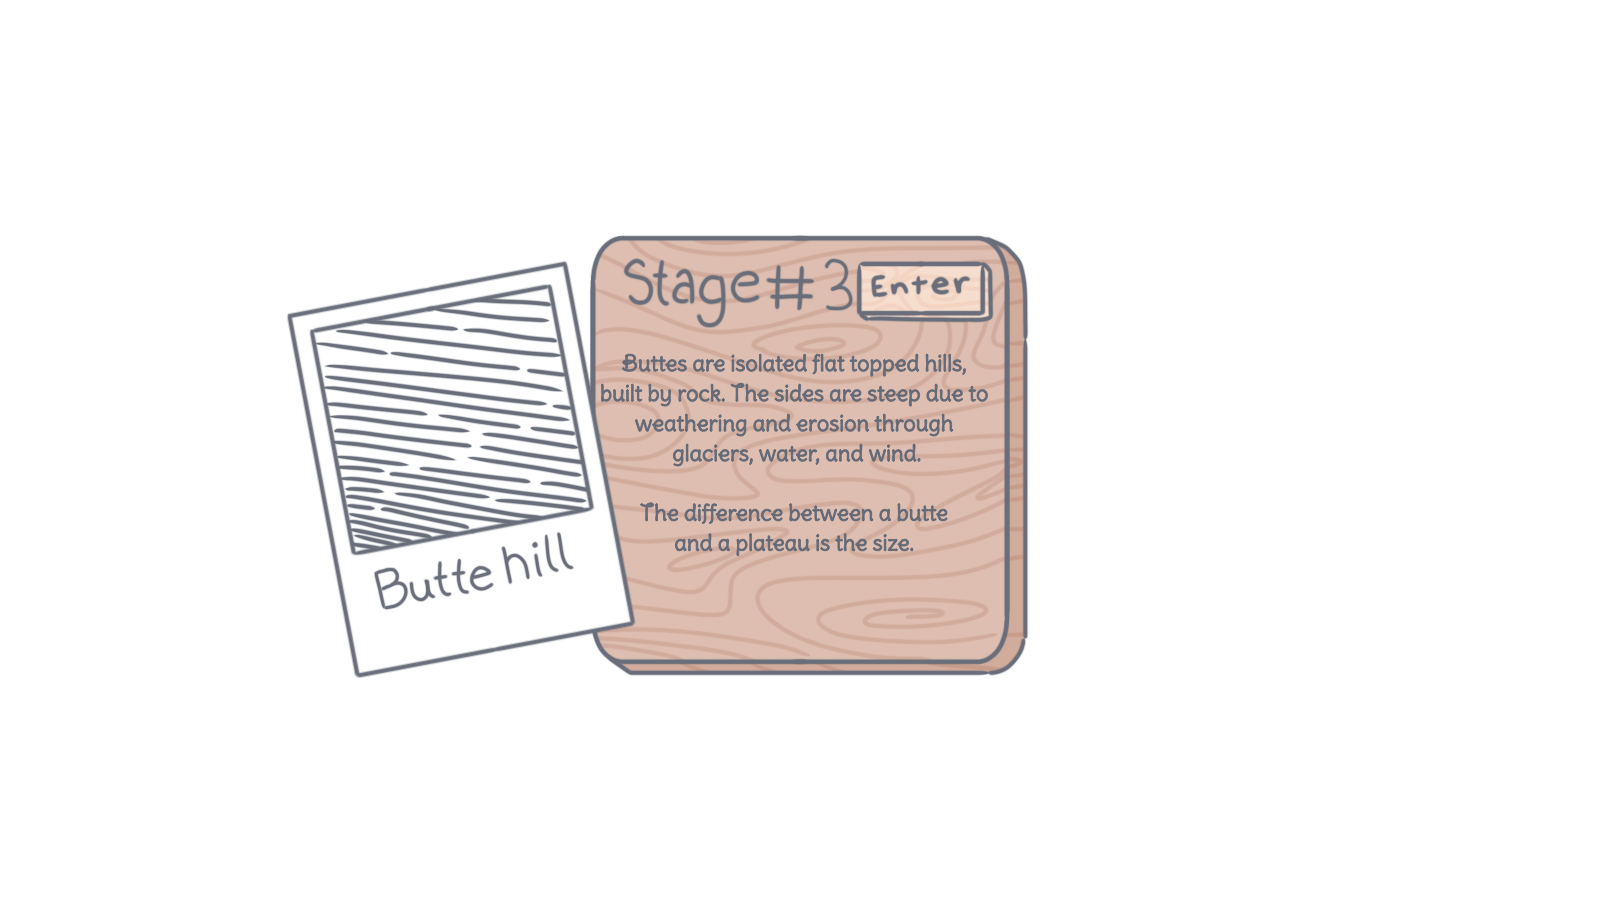 Stage # 3
Enter
Buttes are isolated flat topped hills,
built by rock. The sides are steep due to
weathering and erosion through
glaciers, water, and wind.
The difference between a butte
and a plateau is the size.
Butte hill